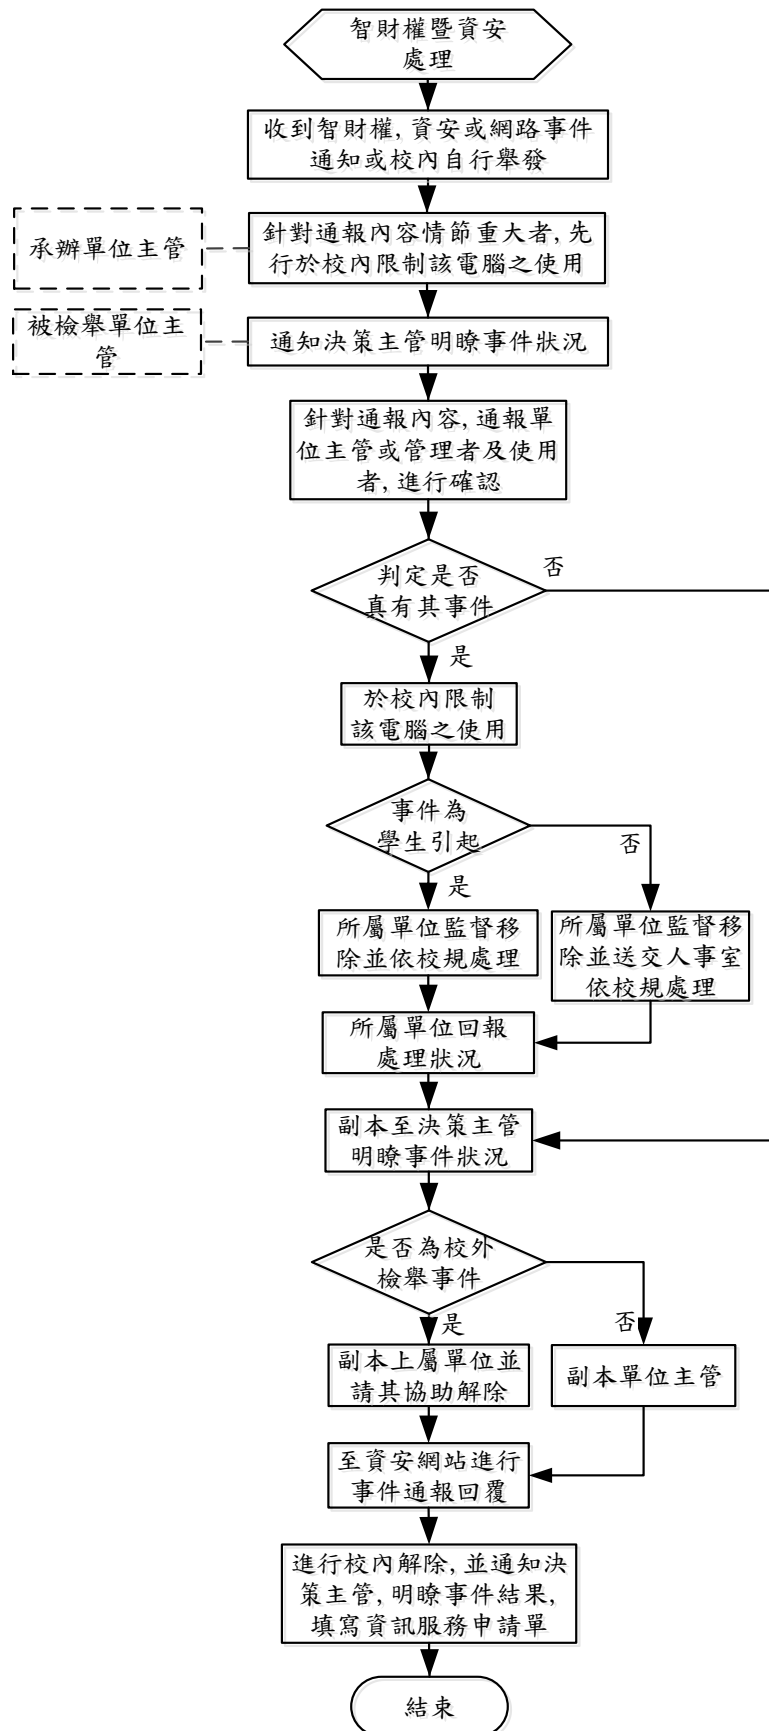 智財權暨資安
處理
收到智財權,資安或網路事件
通知或校內自行舉發
承辦單位主管
針對通報內容情節重大者,先
行於校內限制該電腦之使用
被檢舉單位主
管
通知決策主管明瞭事件狀況
針對通報內容,通報單
位主管或管理者及使用
者,進行確認
判定是否
真有其事件
否
是
於校內限制
該電腦之使用
事件為
學生引起
否
是
所屬單位監督移
除並依校規處理
所屬單位監督移
除並送交人事室
依校規處理
所屬單位回報
處理狀況
副本至決策主管
明瞭事件狀況
是否為校外
檢舉事件
是
否
副本上屬單位並
請其協助解除
副本單位主管
至資安網站進行
事件通報回覆
進行校內解除,並通知決
策主管,明瞭事件結果,
填寫資訊服務申請單
結束